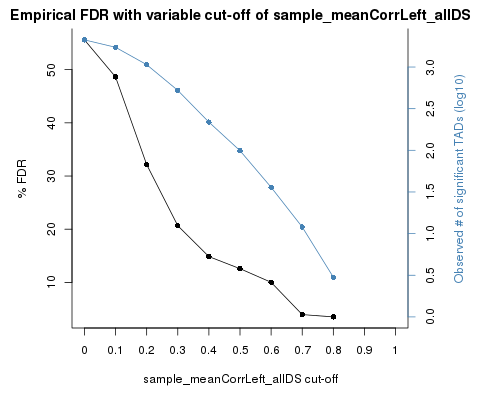 Empirical FDR with variable cut-off of sample_meanCorrLeft_allDS
% FDR
50
40
30
20
10
3.0
2.5
2.0
1.5
1.0
0.5
0.0
Observed # of significant TADs (log10)
0 0.1 0.2 0.3 0.4 0.5 0.6 0.7 0.8 0.9 1
sample_meanCorrLeft_allDS cut-off